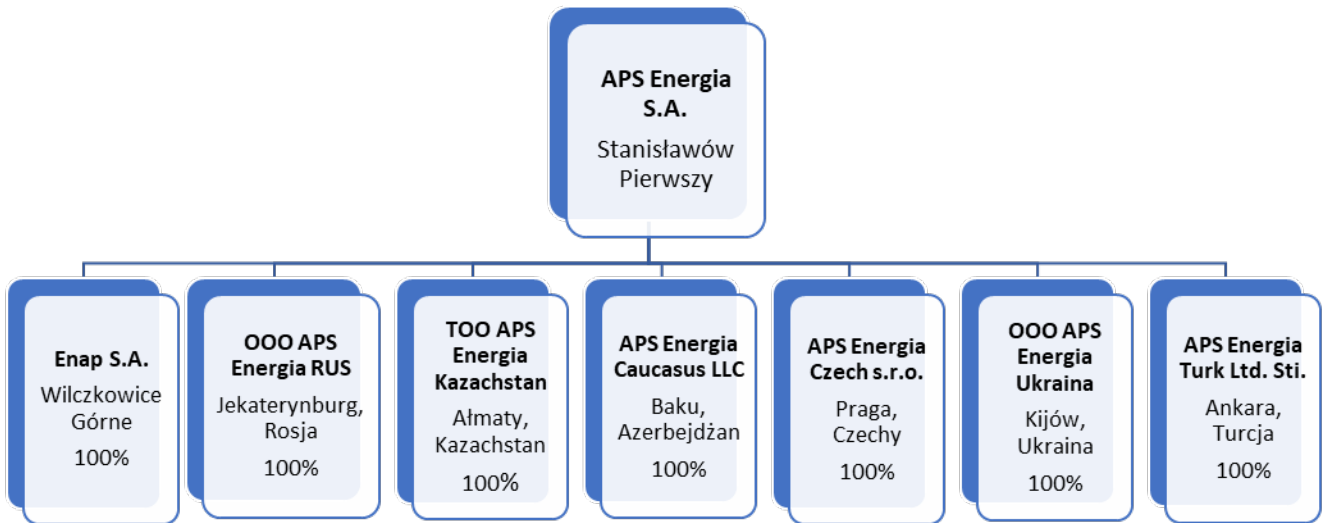 APS Energia
S.A.
Stanisławów
Pierwszy
Enap S.A.
Wilczkowice
Górne
100%
OOO APS
Energia RUS
Jekaterynburg,
Rosja
100%
TOO APS
Energia
Kazachstan
Ałmaty,
Kazachstan
100%
APS Energia
Caucasus LLC
Baku,
Azerbejdżan
100%
APS Energia
Czech s.r.o.
Praga,
Czechy
100%
OOO APS
Energia
Ukraina
Kijów,
Ukraina
100%
APS Energia
Turk Ltd. Sti.
Ankara,
Turcja
100%